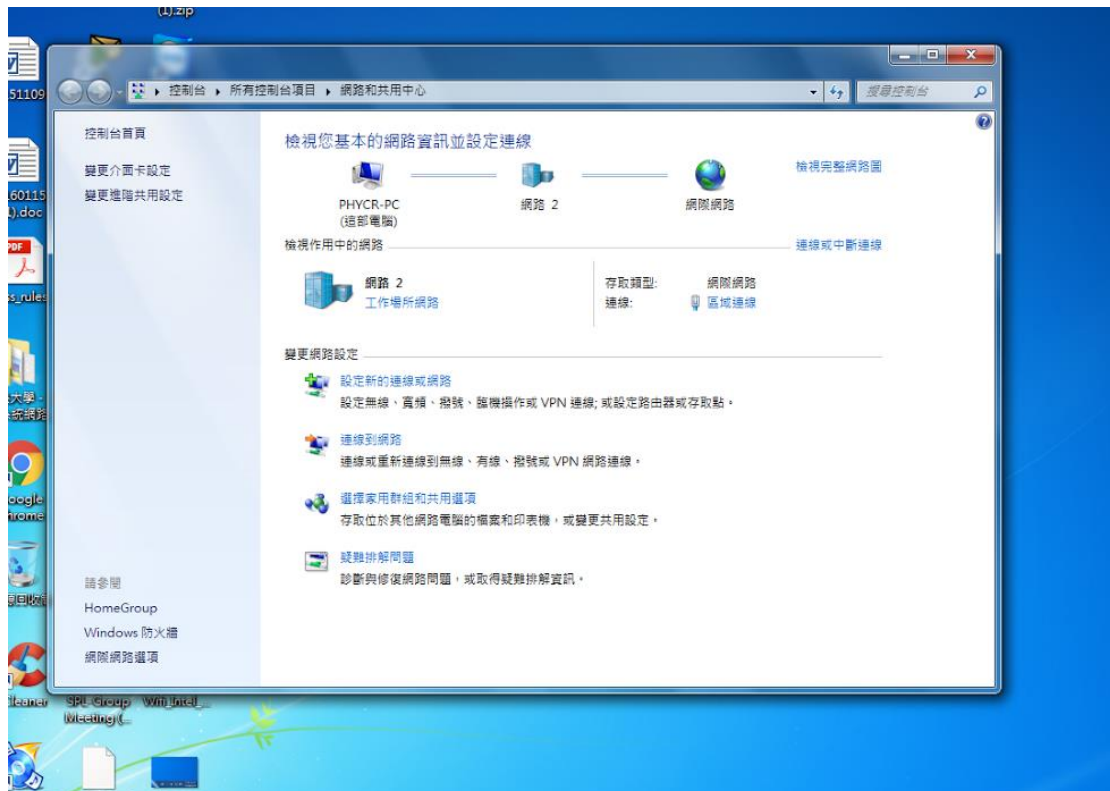 (1).zip
51109
控制台 ▸ 所有控制台項目 ▸ 網路和共用中心
搜尋控制台
控制台首頁
變更介面卡設定
變更進階共用設定
檢視您基本的網路資訊並設定連線
檢視完整網路圖
PHYCR-PC
(這部電腦)
網路 2
網際網路
檢視作用中的網路
連線或中斷連線
網路 2
工作場所網路
存取類型: 網際網路
連線: 區域連線
變更網路設定
設定新的連線或網路
設定無線、寬頻、撥號、臨機操作或 VPN 連線; 或設定路由器或存取點。
連線到網路
連線或重新連線到無線、有線、撥號或 VPN 網路連線。
選擇家用群組和共用選項
存取位於其他網路電腦的檔案和印表機，或變更共用設定。
疑難排解問題
診斷與修復網路問題，或取得疑難排解資訊。
請參閱
HomeGroup
Windows 防火牆
網際網路選項
60115
1).doc
PDF
ss_rules
大學 -
oogle
hrome
leaner
SPL-Group
Meeting(...
Wifi_Intel_...